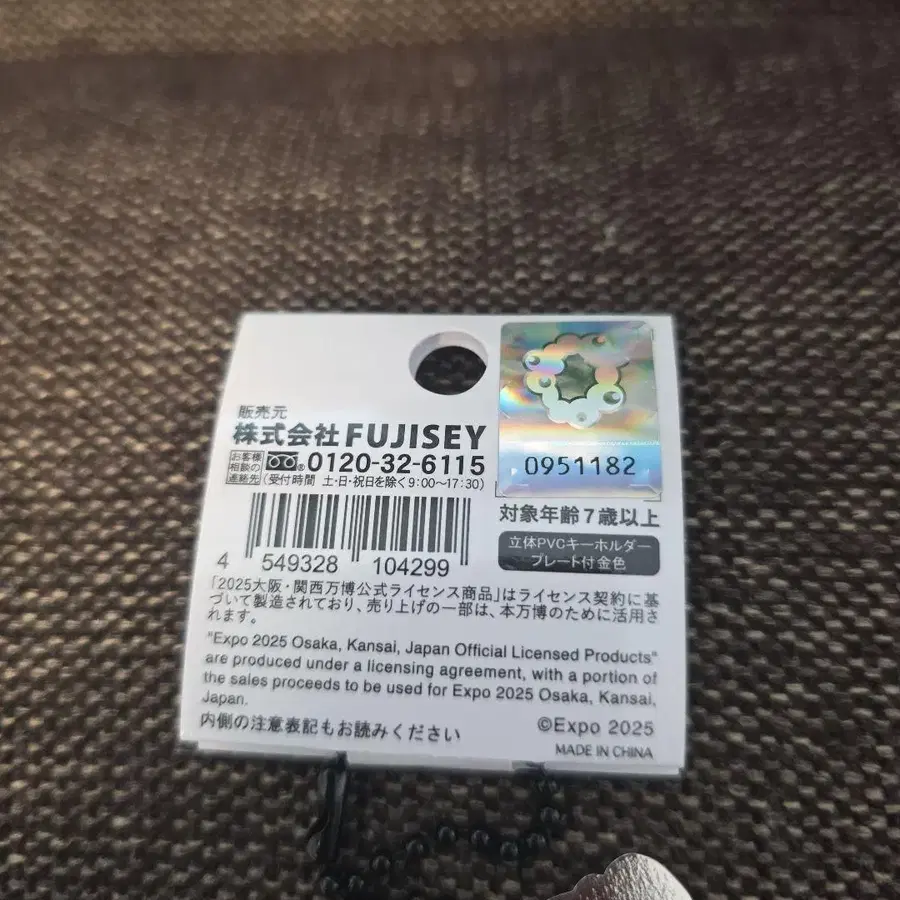 販売元
株式会社FUJISEY
お客様相談の連絡先 0120-32-6115
(受付時間 土・日・祝日を除く9:00〜17:30)
4 549328 104299
0951182
対象年齢7歳以上
立体PVCキーホルダー
プレート付金色
「2025大阪・関西万博公式ライセンス商品」はライセンス契約に基
づいて製造されており、売り上げの一部は、本万博のために活用さ
れます。
"Expo 2025 Osaka, Kansai, Japan Official Licensed Products"
are produced under a licensing agreement, with a portion of
the sales proceeds to be used for Expo 2025 Osaka, Kansai,
Japan.
内側の注意表記もお読みください
©Expo 2025
MADE IN CHINA